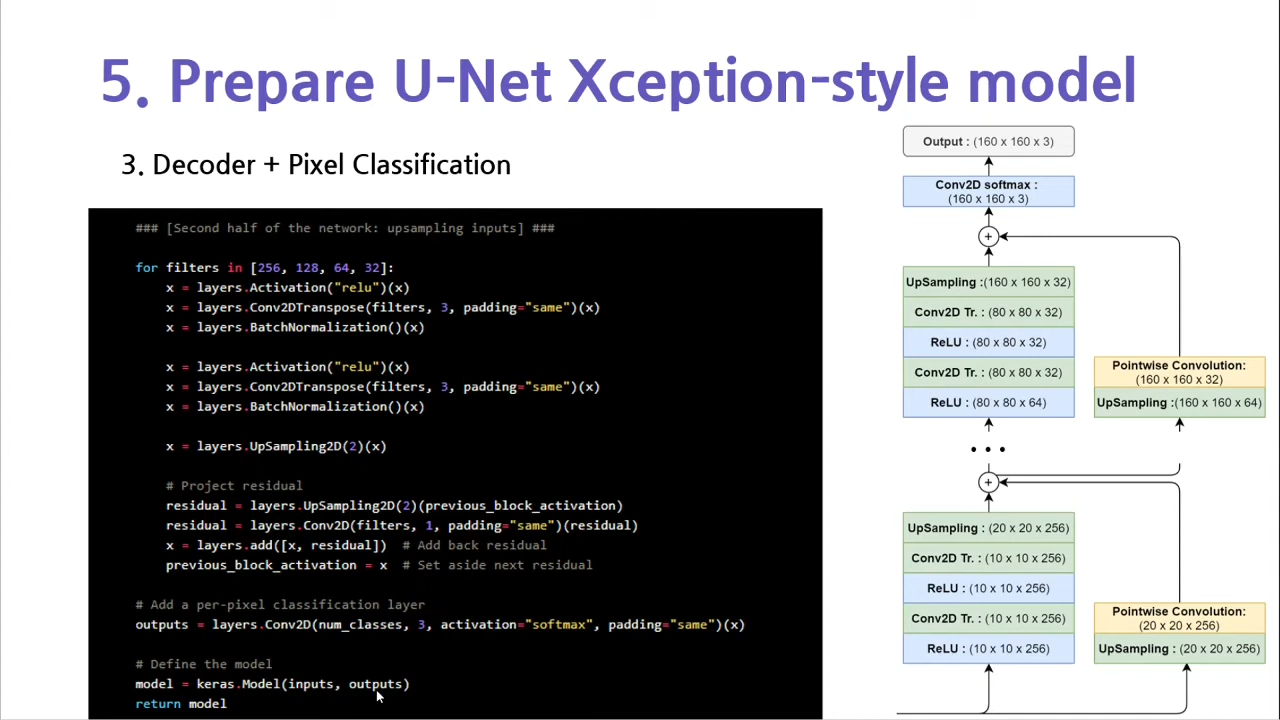 5. Prepare U-Net Xception-style model
3. Decoder + Pixel Classification
### [Second half of the network: upsampling inputs] ###
for filters in [256, 128, 64, 32]:
x = layers.Activation("relu")(x)
x = layers.Conv2DTranspose(filters, 3, padding="same")(x)
x = layers.BatchNormalization()(x)
x = layers.Activation("relu")(x)
x = layers.Conv2DTranspose(filters, 3, padding="same")(x)
x = layers.BatchNormalization()(x)
x = layers.UpSampling2D(2)(x)
# Project residual
residual = layers.UpSampling2D(2)(previous_block_activation)
residual = layers.Conv2D(filters, 1, padding="same")(residual)
x = layers.add([x, residual])  # Add back residual
previous_block_activation = x  # Set aside next residual
# Add a per-pixel classification layer
outputs = layers.Conv2D(num_classes, 3, activation="softmax", padding="same")(x)
# Define the model
model = keras.Model(inputs, outputs)
return model
Output : (160 x 160 x 3)
Conv2D softmax :
(160 x 160 x 3)
+
UpSampling :(160 x 160 x 32)
Conv2D Tr. : (80 x 80 x 32)
ReLU : (80 x 80 x 32)
Conv2D Tr. : (80 x 80 x 32)
ReLU : (80 x 80 x 64)
Pointwise Convolution:
(160 x 160 x 32)
UpSampling :(160 x 160 x 64)
• • •
+
UpSampling : (20 x 20 x 256)
Conv2D Tr. : (10 x 10 x 256)
ReLU : (10 x 10 x 256)
Conv2D Tr. : (10 x 10 x 256)
ReLU : (10 x 10 x 256)
Pointwise Convolution:
(20 x 20 x 256)
UpSampling : (20 x 20 x 256)